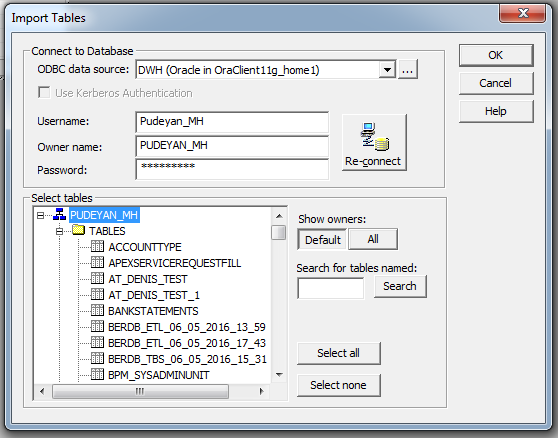 Import Tables
Connect to Database
ODBC data source: DWH (Oracle in OraClient11g_home1) ...
Use Kerberos Authentication
Username: Pudeyan_MH
Owner name: PUDEYAN_MH
Password: *********
Re-connect
OK
Cancel
Help
Select tables
PUDEYAN_MH
TABLES
ACCOUNTTYPE
APEXSERVICEREQUESTFILL
AT_DENIS_TEST
AT_DENIS_TEST_1
BANKSTATEMENTS
BERDB_ETL_06_05_2016_13_59
BERDB_ETL_06_05_2016_17_43
BERDB_TBS_06_05_2016_15_31
BPM_SYSADMINUNIT
Show owners:
Default All
Search for tables named:
Search
Select all
Select none